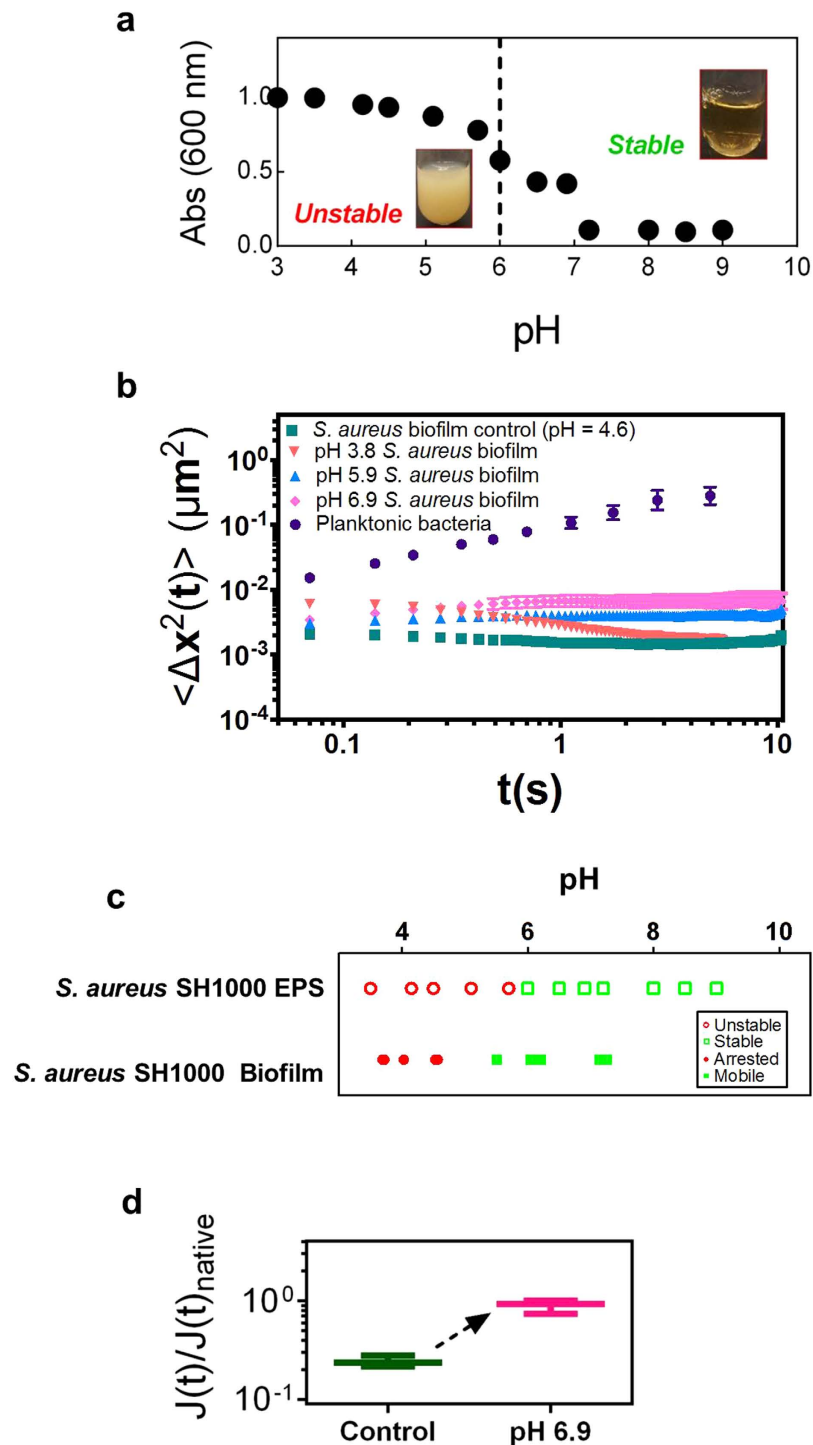 a
Abs (600 nm)
1.0
0.5
0.0
Unstable
Stable
3 4 5 6 7 8 9 10
pH
b
<Δx²(t)> (μm²)
10⁰
10⁻¹
10⁻²
10⁻³
10⁻⁴
S. aureus biofilm control (pH = 4.6)
pH 3.8 S. aureus biofilm
pH 5.9 S. aureus biofilm
pH 6.9 S. aureus biofilm
Planktonic bacteria
0.1 1 10
t(s)
c
pH
4 6 8 10
S. aureus SH1000 EPS
S. aureus SH1000 Biofilm
Unstable
Stable
Arrested
Mobile
d
J(t)/J(t)native
10⁰
10⁻¹
Control pH 6.9